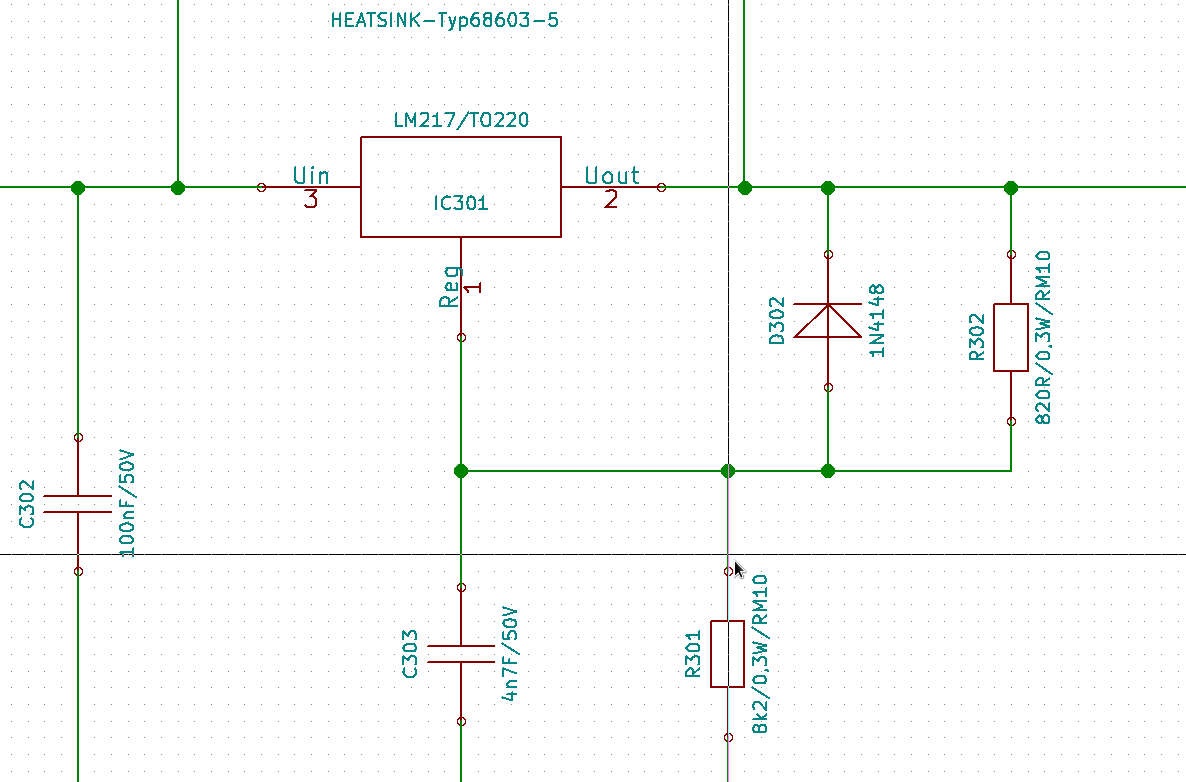 HEATSINK-Typ68603-5
LM217/TO220
Uin
3
IC301
Uout
2
Reg
1
D302
1N4148
R302
820R/0,3W/RM10
C302
100nF/50V
C303
4n7F/50V
R301
8k2/0,3W/RM10